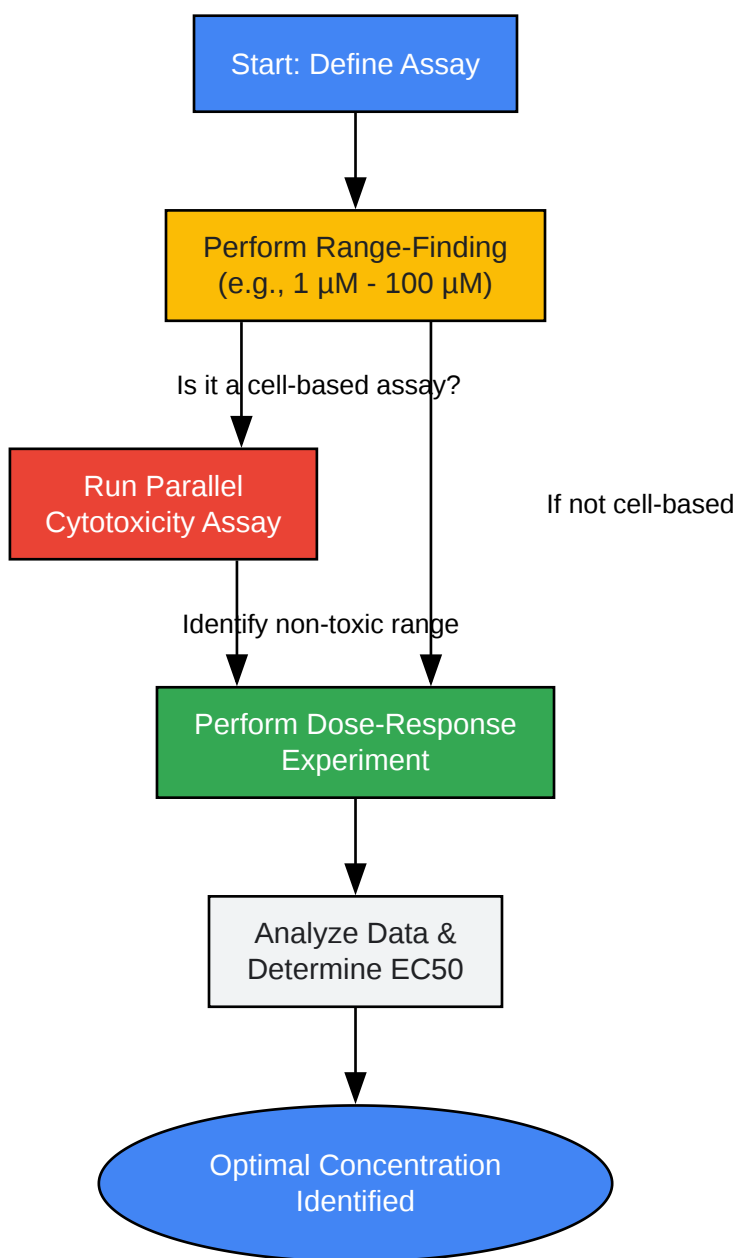 Start: Define Assay
Perform Range-Finding
(e.g., 1 µM - 100 µM)
Is it a cell-based assay?
Run Parallel
Cytotoxicity Assay
If not cell-based
Identify non-toxic range
Perform Dose-Response
Experiment
Analyze Data &
Determine EC50
Optimal Concentration
Identified